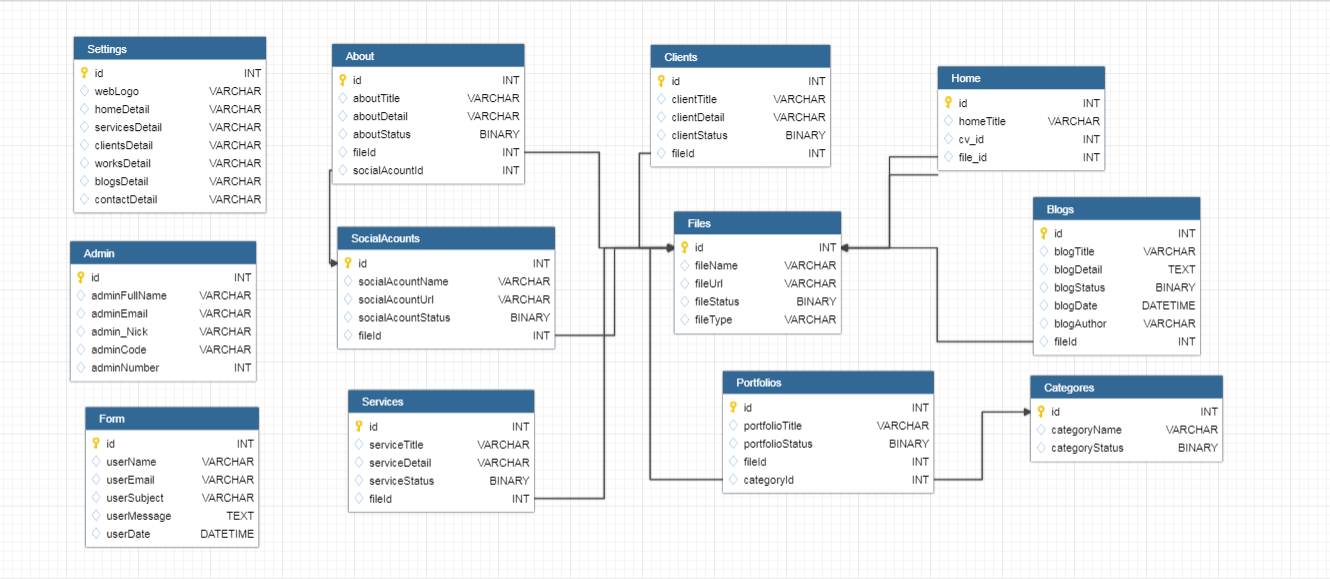 Settings
id INT
webLogo VARCHAR
homeDetail VARCHAR
servicesDetail VARCHAR
clientsDetail VARCHAR
worksDetail VARCHAR
blogsDetail VARCHAR
contactDetail VARCHAR
About
id INT
aboutTitle VARCHAR
aboutDetail VARCHAR
aboutStatus BINARY
fileId INT
socialAcountId INT
Clients
id INT
clientTitle VARCHAR
clientDetail VARCHAR
clientStatus BINARY
fileId INT
Home
id INT
homeTitle VARCHAR
cv_id INT
file_id INT
Admin
id INT
adminFullName VARCHAR
adminEmail VARCHAR
admin_Nick VARCHAR
adminCode VARCHAR
adminNumber INT
SocialAcounts
id INT
socialAcountName VARCHAR
socialAcountUrl VARCHAR
socialAcountStatus BINARY
fileId INT
Files
id INT
fileName VARCHAR
fileUrl VARCHAR
fileStatus BINARY
fileType VARCHAR
Blogs
id INT
blogTitle VARCHAR
blogDetail TEXT
blogStatus BINARY
blogDate DATETIME
blogAuthor VARCHAR
fileId INT
Form
id INT
userName VARCHAR
userEmail VARCHAR
userSubject VARCHAR
userMessage TEXT
userDate DATETIME
Services
id INT
serviceTitle VARCHAR
serviceDetail VARCHAR
serviceStatus BINARY
fileId INT
Portfolios
id INT
portfolioTitle VARCHAR
portfolioStatus BINARY
fileId INT
categoryId INT
Categores
id INT
categoryName VARCHAR
categoryStatus BINARY